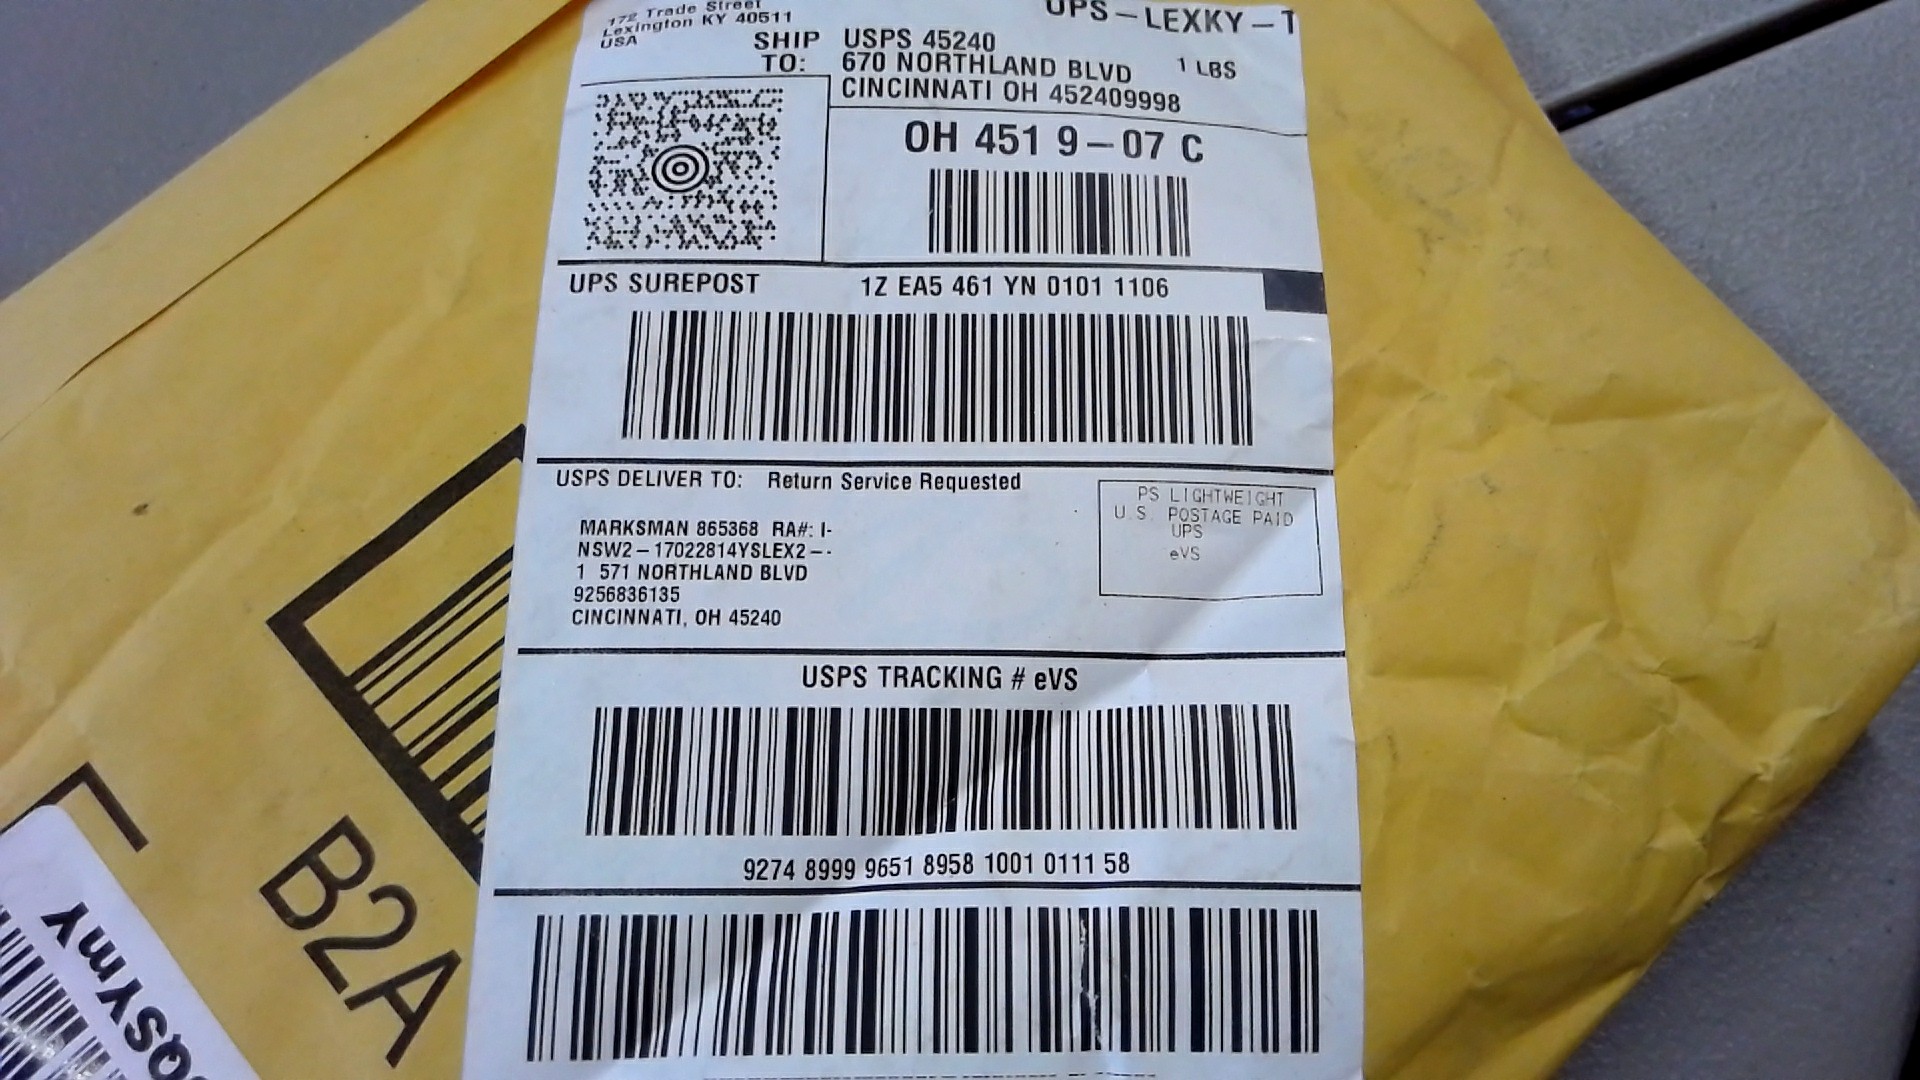 172 Trade Street
Lexington KY 40511
USA
UPS-LEXKY-T
SHIP TO:
USPS 45240
670 NORTHLAND BLVD
CINCINNATI OH 452409998
1 LBS
OH 451 9-07 C
UPS SUREPOST
1Z EA5 461 YN 0101 1106
USPS DELIVER TO: Return Service Requested
MARKSMAN 865368 RA#: I-
NSW2-17022814YSLEX2--
1 571 NORTHLAND BLVD
9256836135
CINCINNATI, OH 45240
PS LIGHTWEIGHT
U.S. POSTAGE PAID
UPS
eVS
USPS TRACKING # eVS
9274 8999 9651 8958 1001 0111 58
B2A